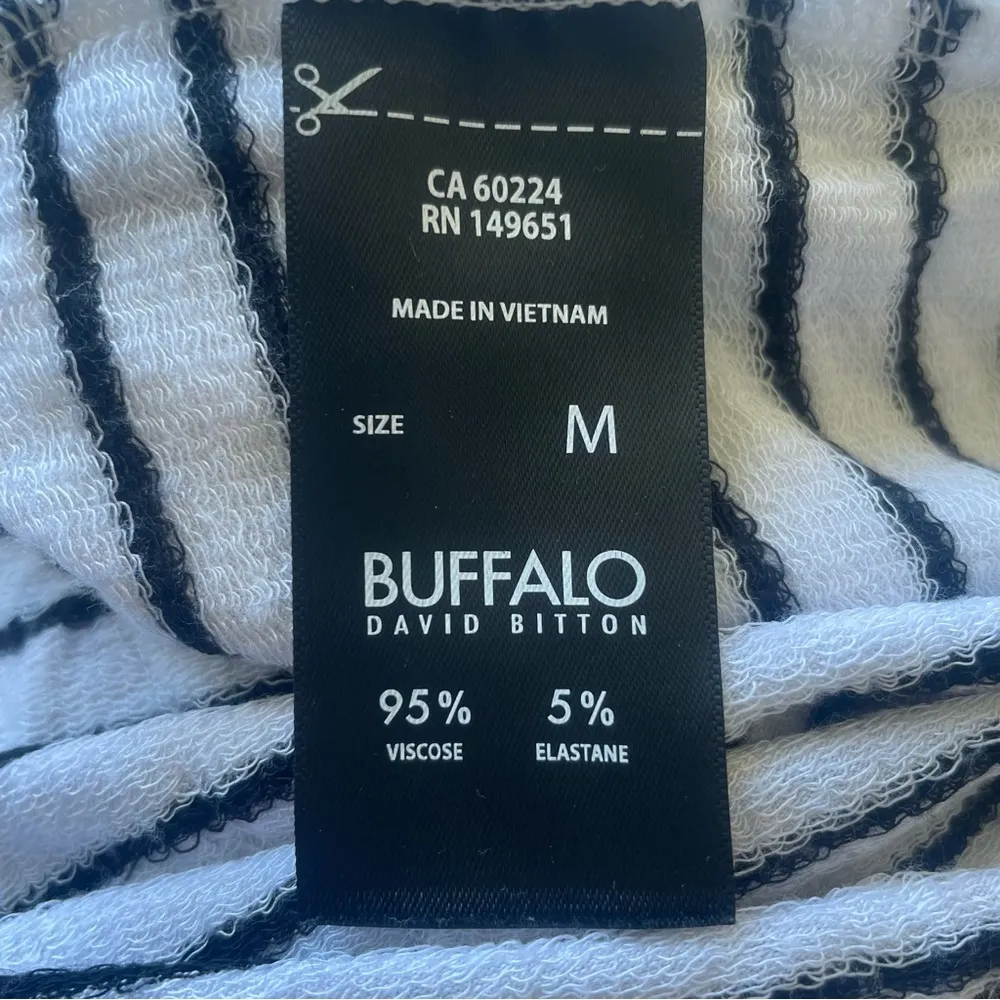 CA 60224
RN 149651
MADE IN VIETNAM
SIZE M
BUFFALO
DAVID BITTON
95% 5%
VISCOSE ELASTANE